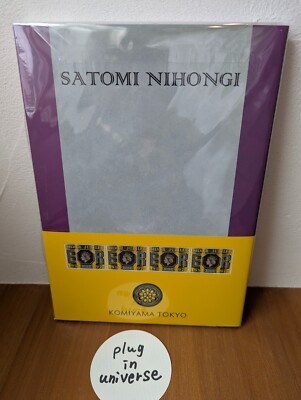 SATOMI NIHONGI
KOMIYAMA TOKYO
plug
in
universe